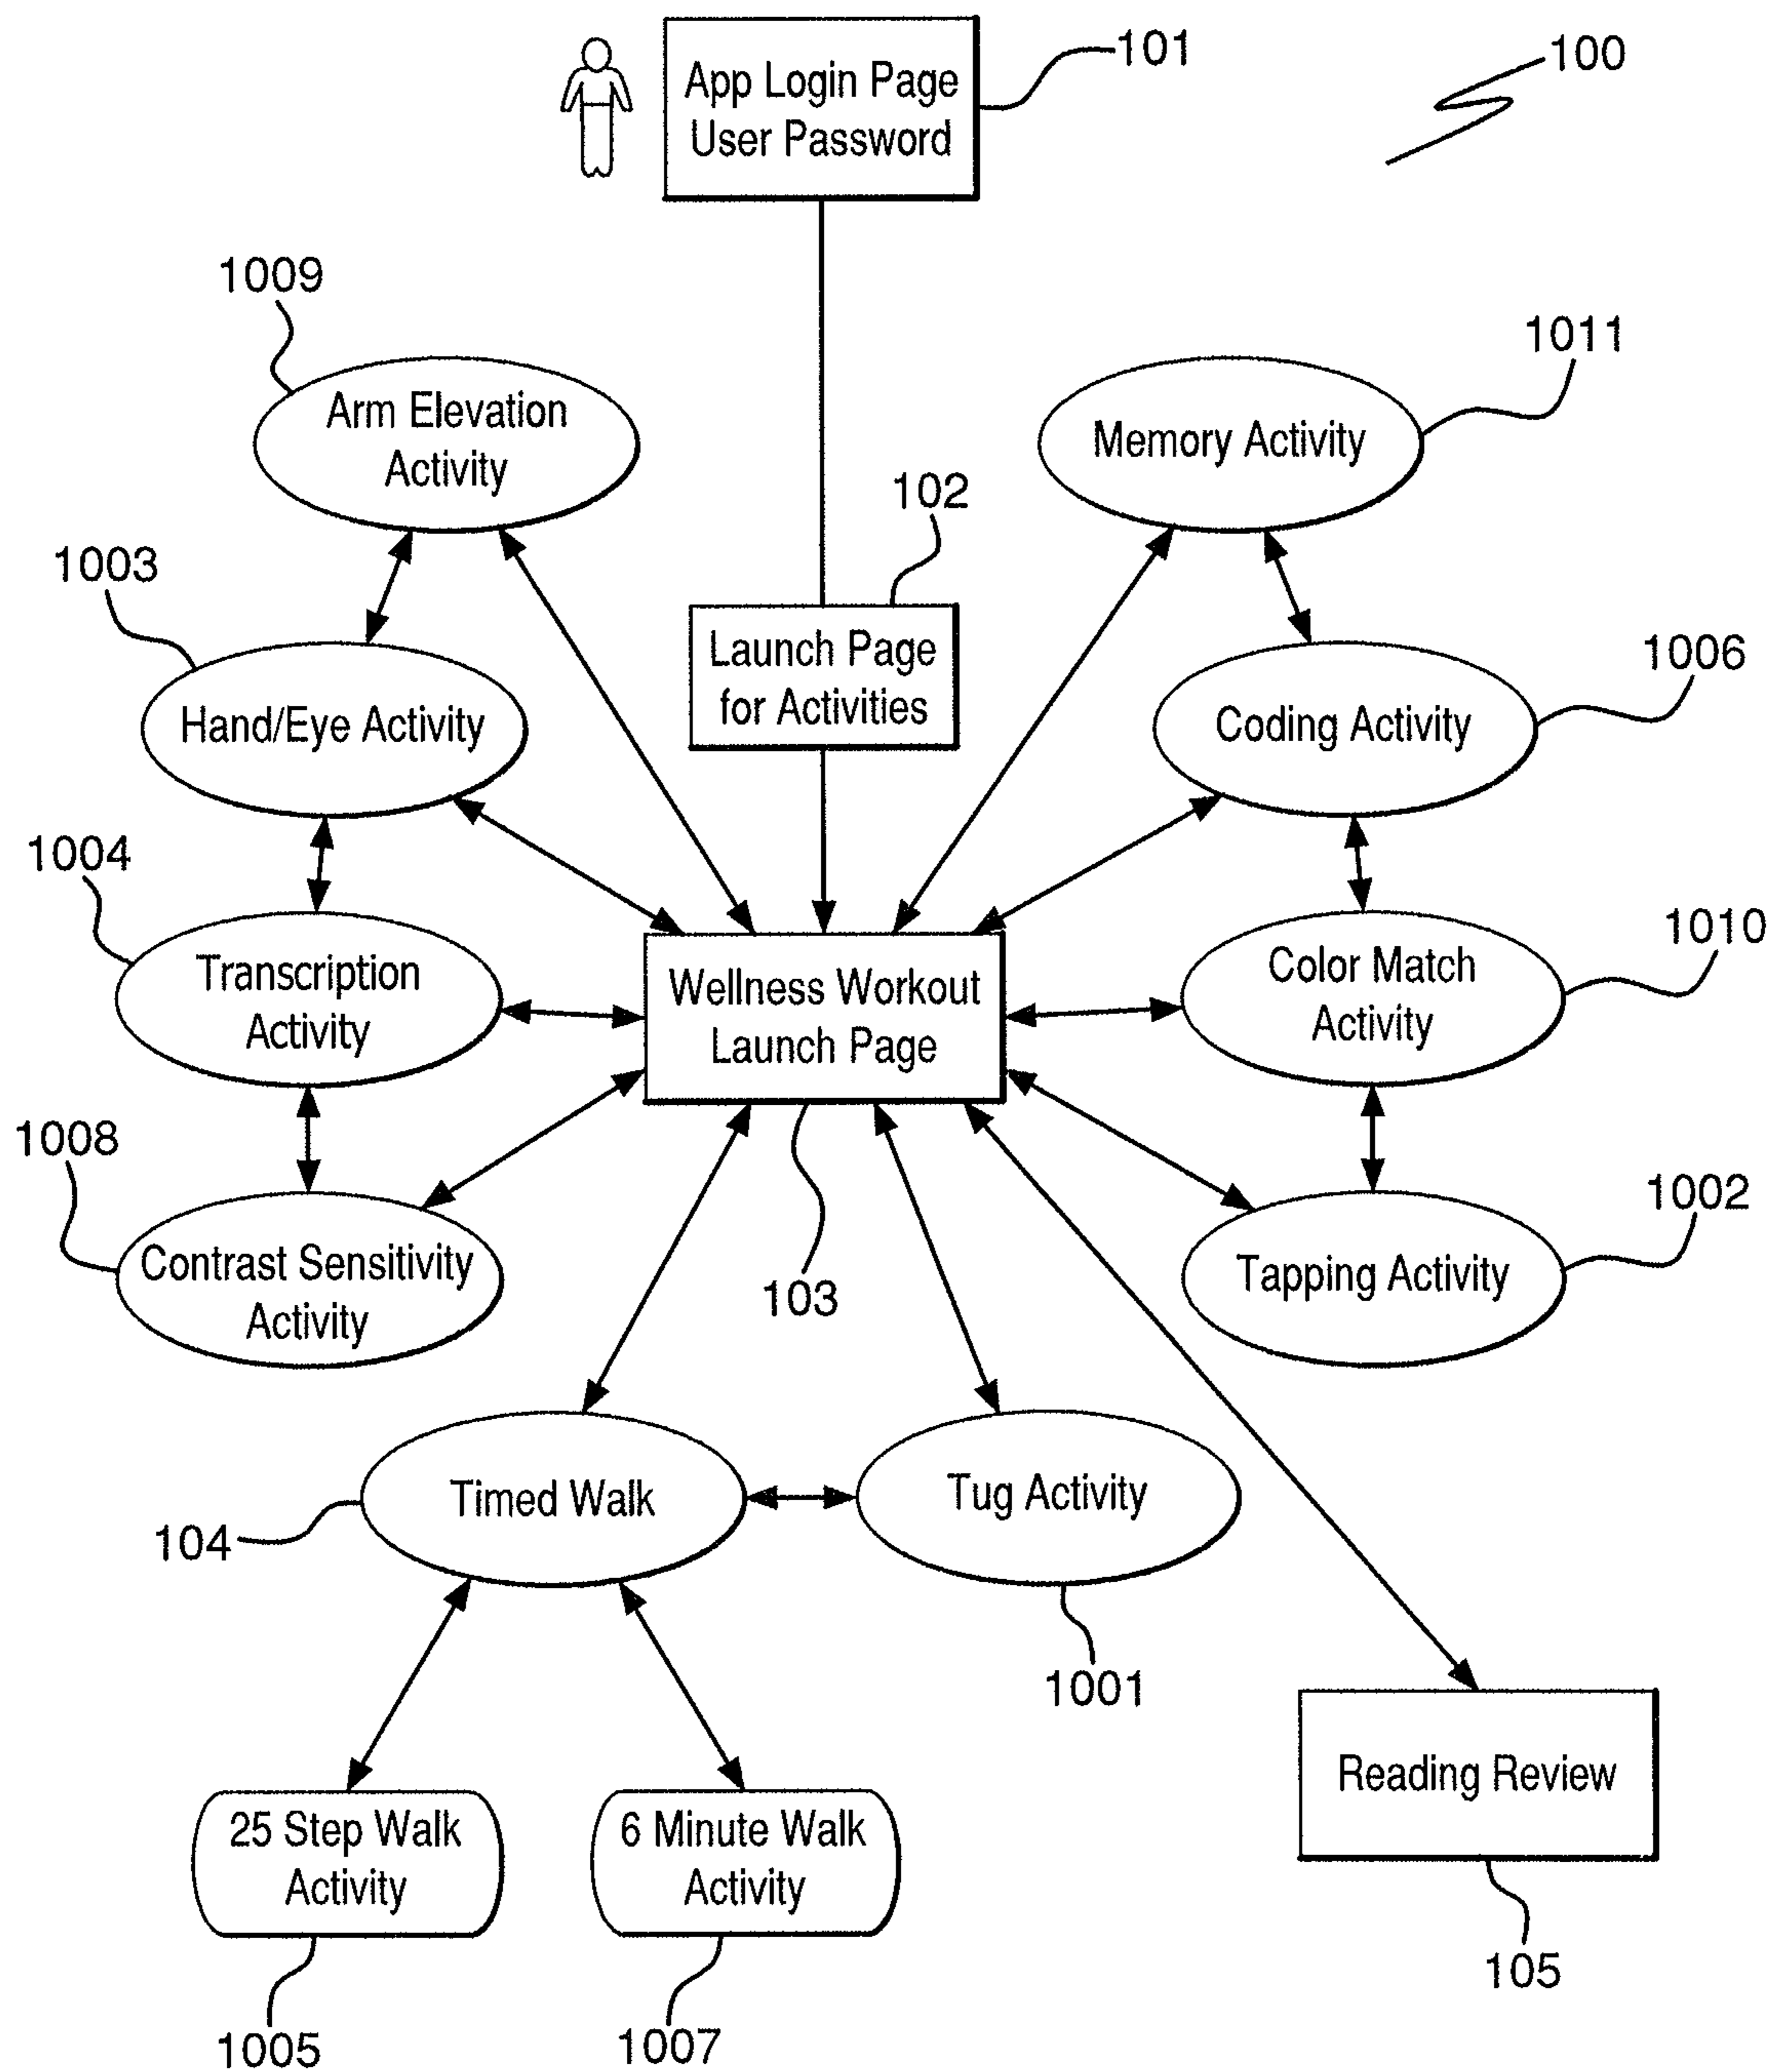 101
100
App Login Page
User Password
1009
1011
Arm Elevation
Activity
Memory Activity
102
1003
Launch Page
for Activities
1006
Hand/Eye Activity
Coding Activity
1004
1010
Transcription
Activity
Wellness Workout
Launch Page
Color Match
Activity
1008
1002
Contrast Sensitivity
Activity
103
Tapping Activity
Timed Walk
Tug Activity
104
1001
Reading Review
25 Step Walk
Activity
6 Minute Walk
Activity
105
1005
1007